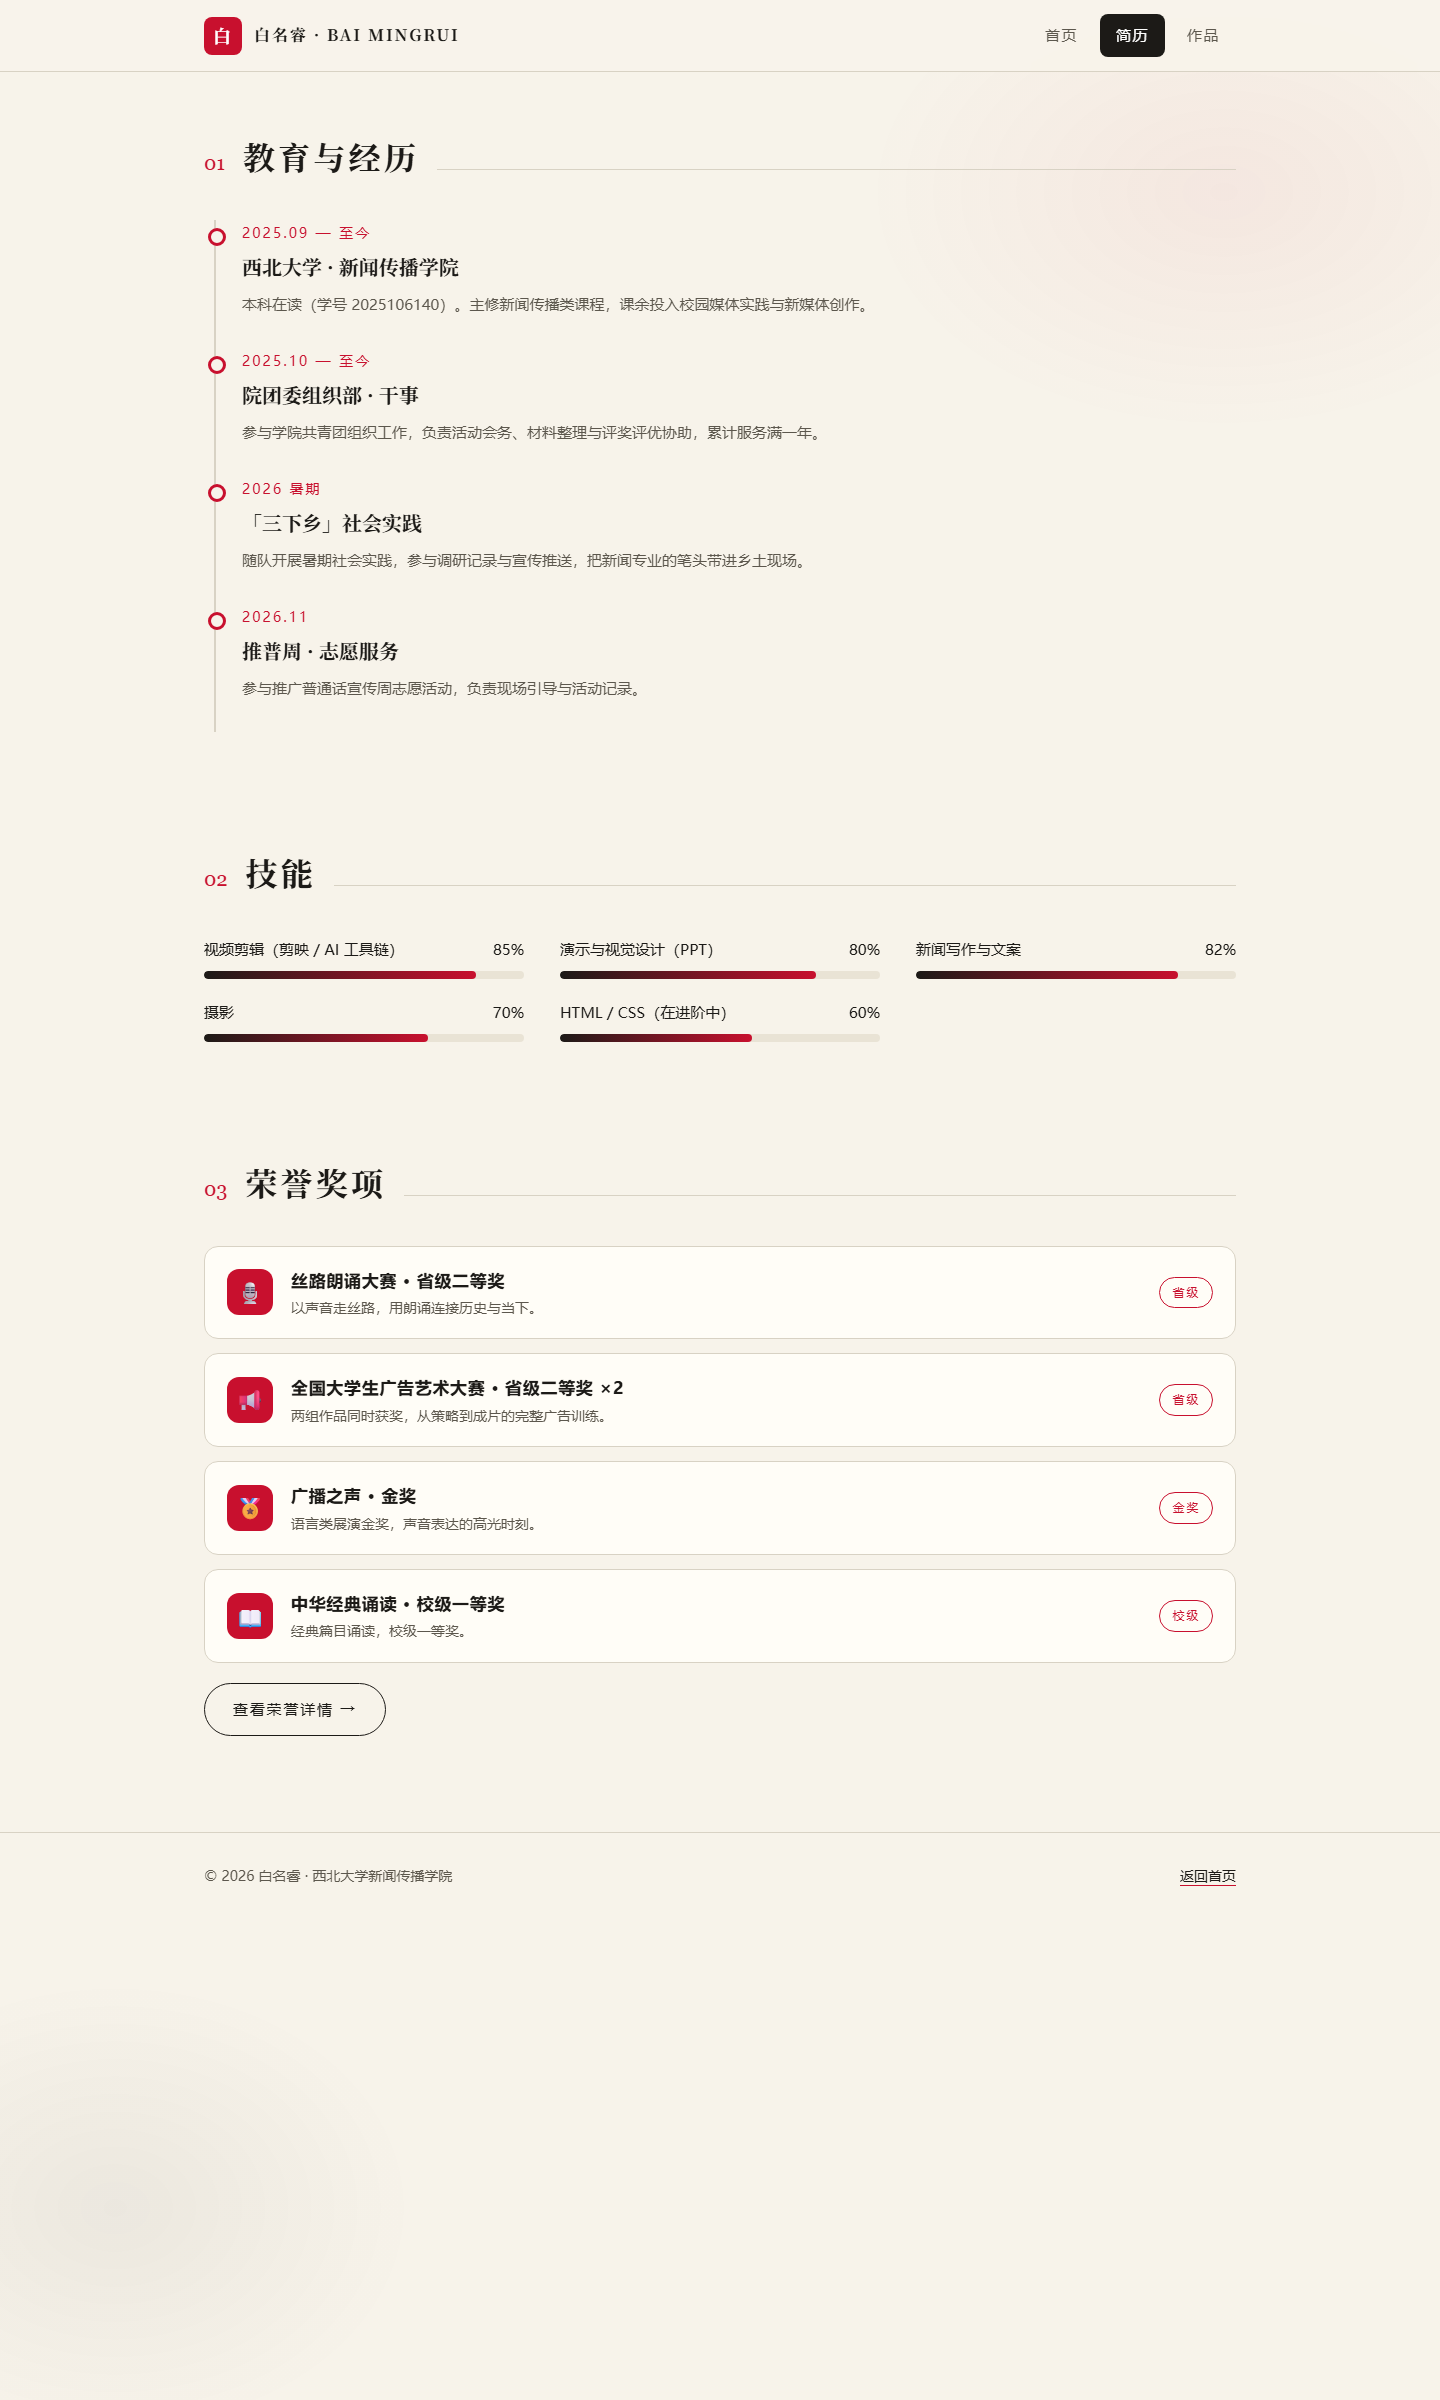 白 白名睿 · BAI MINGRUI 首页 简历 作品
01 教育与经历
2025.09 — 至今
西北大学 · 新闻传播学院
本科在读（学号 2025106140）。主修新闻传播类课程，课余投入校园媒体实践与新媒体创作。
2025.10 — 至今
院团委组织部 · 干事
参与学院共青团组织工作，负责活动会务、材料整理与评奖评优协助，累计服务满一年。
2026 暑期
「三下乡」社会实践
随队开展暑期社会实践，参与调研记录与宣传推送，把新闻专业的笔头带进乡土现场。
2026.11
推普周 · 志愿服务
参与推广普通话宣传周志愿活动，负责现场引导与活动记录。
02 技能
视频剪辑（剪映 / AI 工具链） 85% 演示与视觉设计（PPT） 80% 新闻写作与文案 82%
摄影 70% HTML / CSS（在进阶中） 60%
03 荣誉奖项
丝路朗诵大赛 · 省级二等奖
以声音走丝路，用朗诵连接历史与当下。
省级
全国大学生广告艺术大赛 · 省级二等奖 ×2
两组作品同时获奖，从策略到成片的完整广告训练。
省级
广播之声 · 金奖
语言类展演金奖，声音表达的高光时刻。
金奖
中华经典诵读 · 校级一等奖
经典篇目诵读，校级一等奖。
校级
查看荣誉详情 →
© 2026 白名睿 · 西北大学新闻传播学院 返回首页